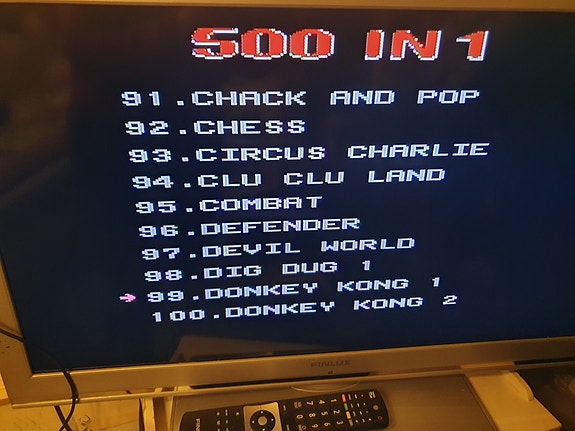 500 IN 1
91.CHACK AND POP
92.CHESS
93.CIRCUS CHARLIE
94.CLU CLU LAND
95.COMBAT
96.DEFENDER
97.DEVIL WORLD
98.DIG DUG 1
99.DONKEY KONG 1
100.DONKEY KONG 2
FINLUX